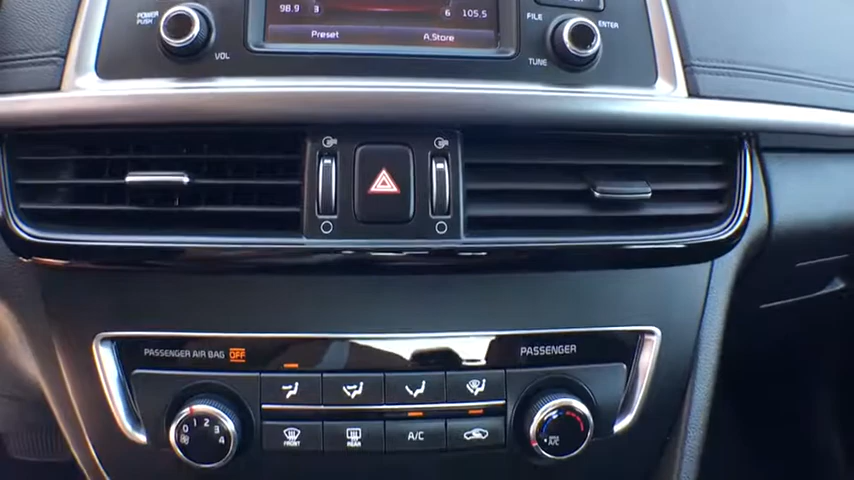 98.9 3 6 105.5
POWER PUSH
FILE
ENTER
Preset
A.Store
VOL
TUNE
PASSENGER AIR BAG OFF
PASSENGER
0 1 2 3 4
FRONT
REAR
A/C
MAX A/C